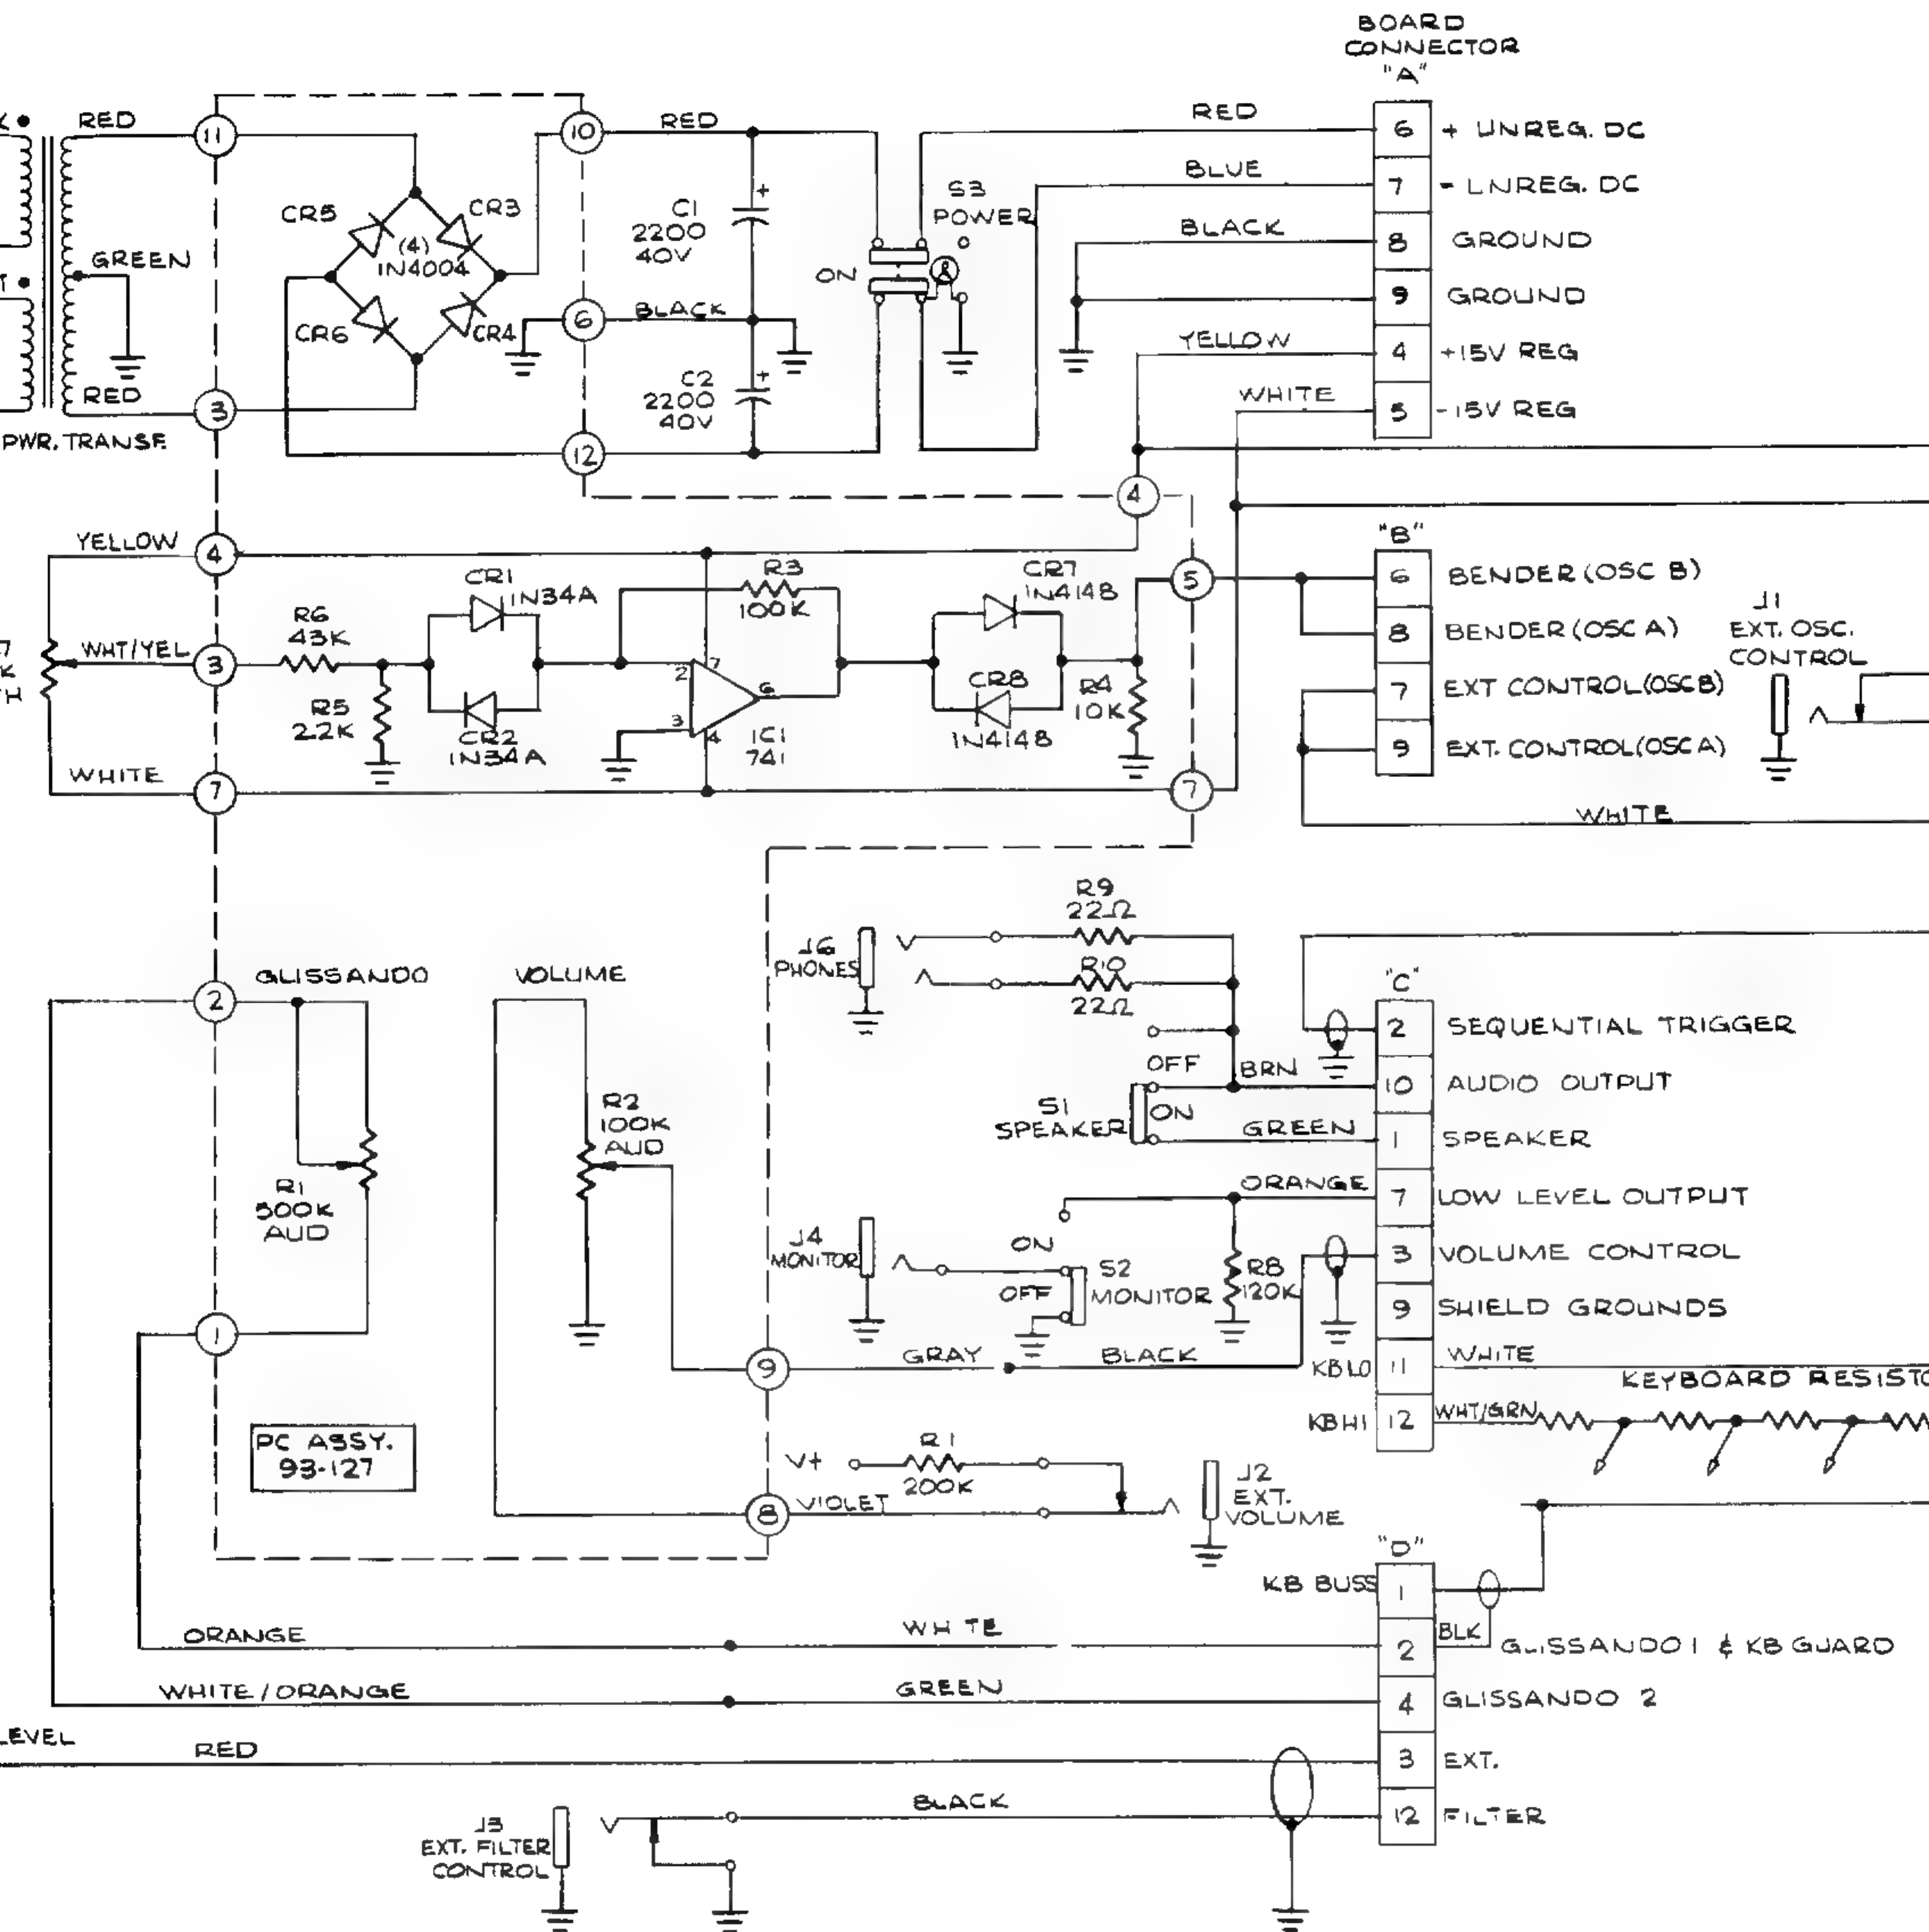 BOARD
CONNECTOR
"A"
RED
11
10
RED
RED
6
+ UNREG. DC
BLUE
7
- UNREG. DC
CR5
CR3
(4)
1N4004
CR6
CR4
C1
2200
40V
S3
POWER
ON
BLACK
8
GROUND
GREEN
9
GROUND
6
BLACK
YELLOW
4
+15V REG
C2
2200
40V
WHITE
5
-15V REG
RED
3
PWR. TRANSF.
12
4
YELLOW
4
"B"
CR1
1N34A
R3
100K
CR7
1N4148
5
6
BENDER (OSC B)
R6
43K
8
BENDER (OSC A)
J1
EXT. OSC.
CONTROL
WHT/YEL
3
2
7
6
3
4
CR8
1N4148
R4
10K
7
EXT CONTROL (OSC B)
R5
2.2K
CR2
1N34A
IC1
741
9
EXT. CONTROL (OSC A)
WHITE
7
7
WHITE
R9
22Ω
J6
PHONES
R10
22Ω
"C"
GLISSANDO
VOLUME
2
2
SEQUENTIAL TRIGGER
OFF
BRN
10
AUDIO OUTPUT
S1
SPEAKER
ON
GREEN
1
SPEAKER
R2
100K
AUD
R1
500K
AUD
ORANGE
7
LOW LEVEL OUTPUT
J4
MONITOR
ON
OFF
S2
MONITOR
R8
120K
3
VOLUME CONTROL
9
SHIELD GROUNDS
1
9
GRAY
BLACK
KB LO
11
WHITE
KEYBOARD RESISTO
KB HI
12
WHT/GRN
PC ASSY.
93-127
V+
R1
200K
J2
EXT.
VOLUME
8
VIOLET
"D"
KB BUSS
1
ORANGE
WHITE
2
BLK
GLISSANDO 1 & KB GUARD
WHITE/ORANGE
GREEN
4
GLISSANDO 2
LEVEL
RED
3
EXT.
BLACK
12
FILTER
J3
EXT. FILTER
CONTROL